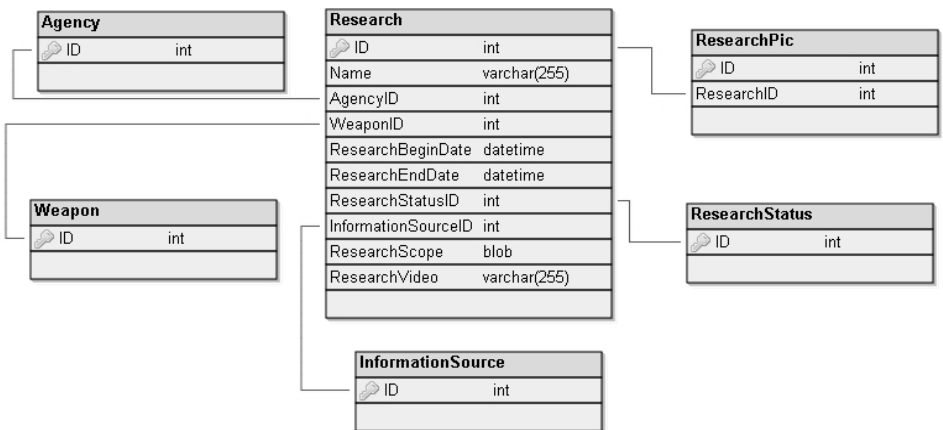 Agency
ID int
Research
ID int
Name varchar(255)
AgencyID int
WeaponID int
ResearchBeginDate datetime
ResearchEndDate datetime
ResearchStatusID int
InformationSourceID int
ResearchScope blob
ResearchVideo varchar(255)
ResearchPic
ID int
ResearchID int
Weapon
ID int
ResearchStatus
ID int
InformationSource
ID int